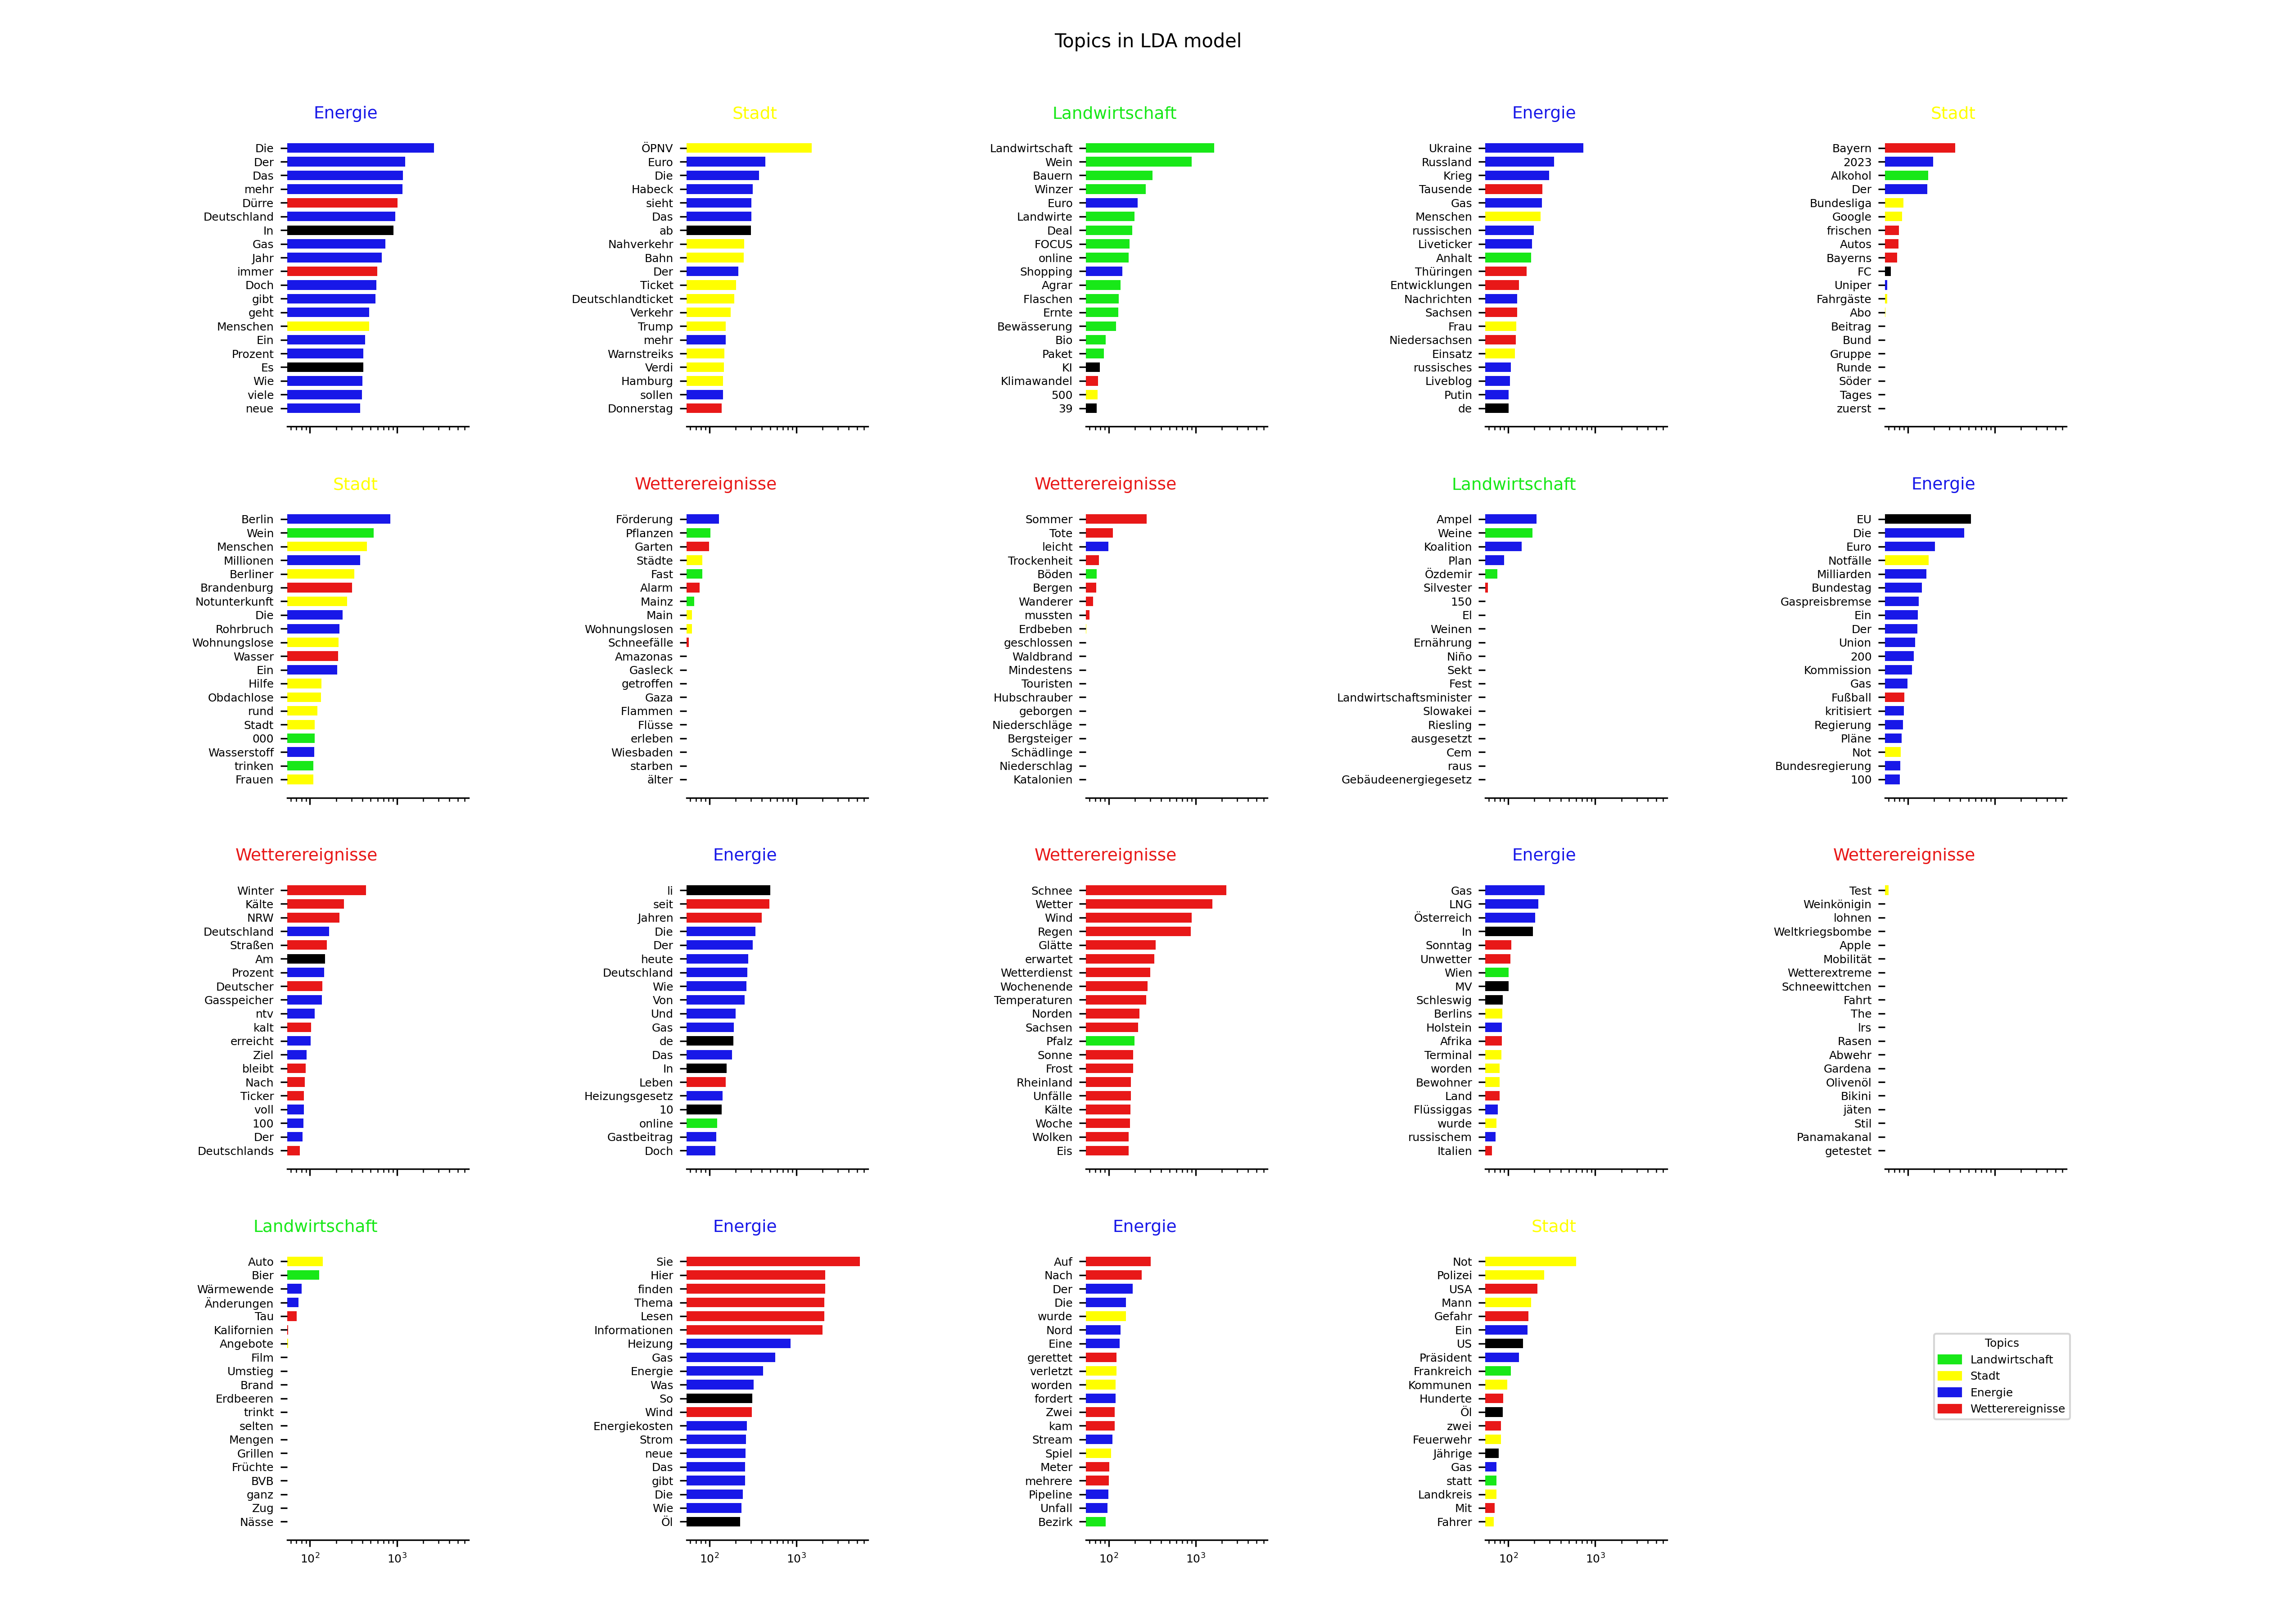 Topics in LDA model
Energie
Die
Der
Das
mehr
Dürre
Deutschland
In
Gas
Jahr
immer
Doch
gibt
geht
Menschen
Ein
Prozent
Es
Wie
viele
neue
Stadt
ÖPNV
Euro
Die
Habeck
sieht
Das
ab
Nahverkehr
Bahn
Der
Ticket
Deutschlandticket
Verkehr
Trump
mehr
Warnstreiks
Verdi
Hamburg
sollen
Donnerstag
Landwirtschaft
Landwirtschaft
Wein
Bauern
Winzer
Euro
Landwirte
Deal
FOCUS
online
Shopping
Agrar
Flaschen
Ernte
Bewässerung
Bio
Paket
KI
Klimawandel
500
39
Energie
Ukraine
Russland
Krieg
Tausende
Gas
Menschen
russischen
Liveticker
Anhalt
Thüringen
Entwicklungen
Nachrichten
Sachsen
Frau
Niedersachsen
Einsatz
russisches
Liveblog
Putin
de
Stadt
Bayern
2023
Alkohol
Der
Bundesliga
Google
frischen
Autos
Bayerns
FC
Uniper
Fahrgäste
Abo
Beitrag
Bund
Gruppe
Runde
Söder
Tages
zuerst
Stadt
Berlin
Wein
Menschen
Millionen
Berliner
Brandenburg
Notunterkunft
Die
Rohrbruch
Wohnungslose
Wasser
Ein
Hilfe
Obdachlose
rund
Stadt
000
Wasserstoff
trinken
Frauen
Wetterereignisse
Förderung
Pflanzen
Garten
Städte
Fast
Alarm
Mainz
Main
Wohnungslosen
Schneefälle
Amazonas
Gasleck
getroffen
Gaza
Flammen
Flüsse
erleben
Wiesbaden
starben
älter
Wetterereignisse
Sommer
Tote
leicht
Trockenheit
Böden
Bergen
Wanderer
mussten
Erdbeben
geschlossen
Waldbrand
Mindestens
Touristen
Hubschrauber
geborgen
Niederschläge
Bergsteiger
Schädlinge
Niederschlag
Katalonien
Landwirtschaft
Ampel
Weine
Koalition
Plan
Özdemir
Silvester
150
El
Weinen
Ernährung
Niño
Sekt
Fest
Landwirtschaftsminister
Slowakei
Riesling
ausgesetzt
Cem
raus
Gebäudeenergiegesetz
Energie
EU
Die
Euro
Notfälle
Milliarden
Bundestag
Gaspreisbremse
Ein
Der
Union
200
Kommission
Gas
Fußball
kritisiert
Regierung
Pläne
Not
Bundesregierung
100
Wetterereignisse
Winter
Kälte
NRW
Deutschland
Straßen
Am
Prozent
Deutscher
Gasspeicher
ntv
kalt
erreicht
Ziel
bleibt
Nach
Ticker
voll
100
Der
Deutschlands
Energie
li
seit
Jahren
Die
Der
heute
Deutschland
Wie
Von
Und
Gas
de
Das
In
Leben
Heizungsgesetz
10
online
Gastbeitrag
Doch
Wetterereignisse
Schnee
Wetter
Wind
Regen
Glätte
erwartet
Wetterdienst
Wochenende
Temperaturen
Norden
Sachsen
Pfalz
Sonne
Frost
Rheinland
Unfälle
Kälte
Woche
Wolken
Eis
Energie
Gas
LNG
Österreich
In
Sonntag
Unwetter
Wien
MV
Schleswig
Berlins
Holstein
Afrika
Terminal
worden
Bewohner
Land
Flüssiggas
wurde
russischem
Italien
Wetterereignisse
Test
Weinkönigin
lohnen
Weltkriegsbombe
Apple
Mobilität
Wetterextreme
Schneewittchen
Fahrt
The
Irs
Rasen
Abwehr
Gardena
Olivenöl
Bikini
jäten
Stil
Panamakanal
getestet
Landwirtschaft
Auto
Bier
Wärmewende
Änderungen
Tau
Kalifornien
Angebote
Film
Umstieg
Brand
Erdbeeren
trinkt
selten
Mengen
Grillen
Früchte
BVB
ganz
Zug
Nässe
10²
10³
Energie
Sie
Hier
finden
Thema
Lesen
Informationen
Heizung
Gas
Energie
Was
So
Wind
Energiekosten
Strom
neue
Das
gibt
Die
Wie
Öl
10²
10³
Energie
Auf
Nach
Der
Die
wurde
Nord
Eine
gerettet
verletzt
worden
fordert
Zwei
kam
Stream
Spiel
Meter
mehrere
Pipeline
Unfall
Bezirk
10²
10³
Stadt
Not
Polizei
USA
Mann
Gefahr
Ein
US
Präsident
Frankreich
Kommunen
Hunderte
Öl
zwei
Feuerwehr
Jährige
Gas
statt
Landkreis
Mit
Fahrer
10²
10³
Topics
Landwirtschaft
Stadt
Energie
Wetterereignisse